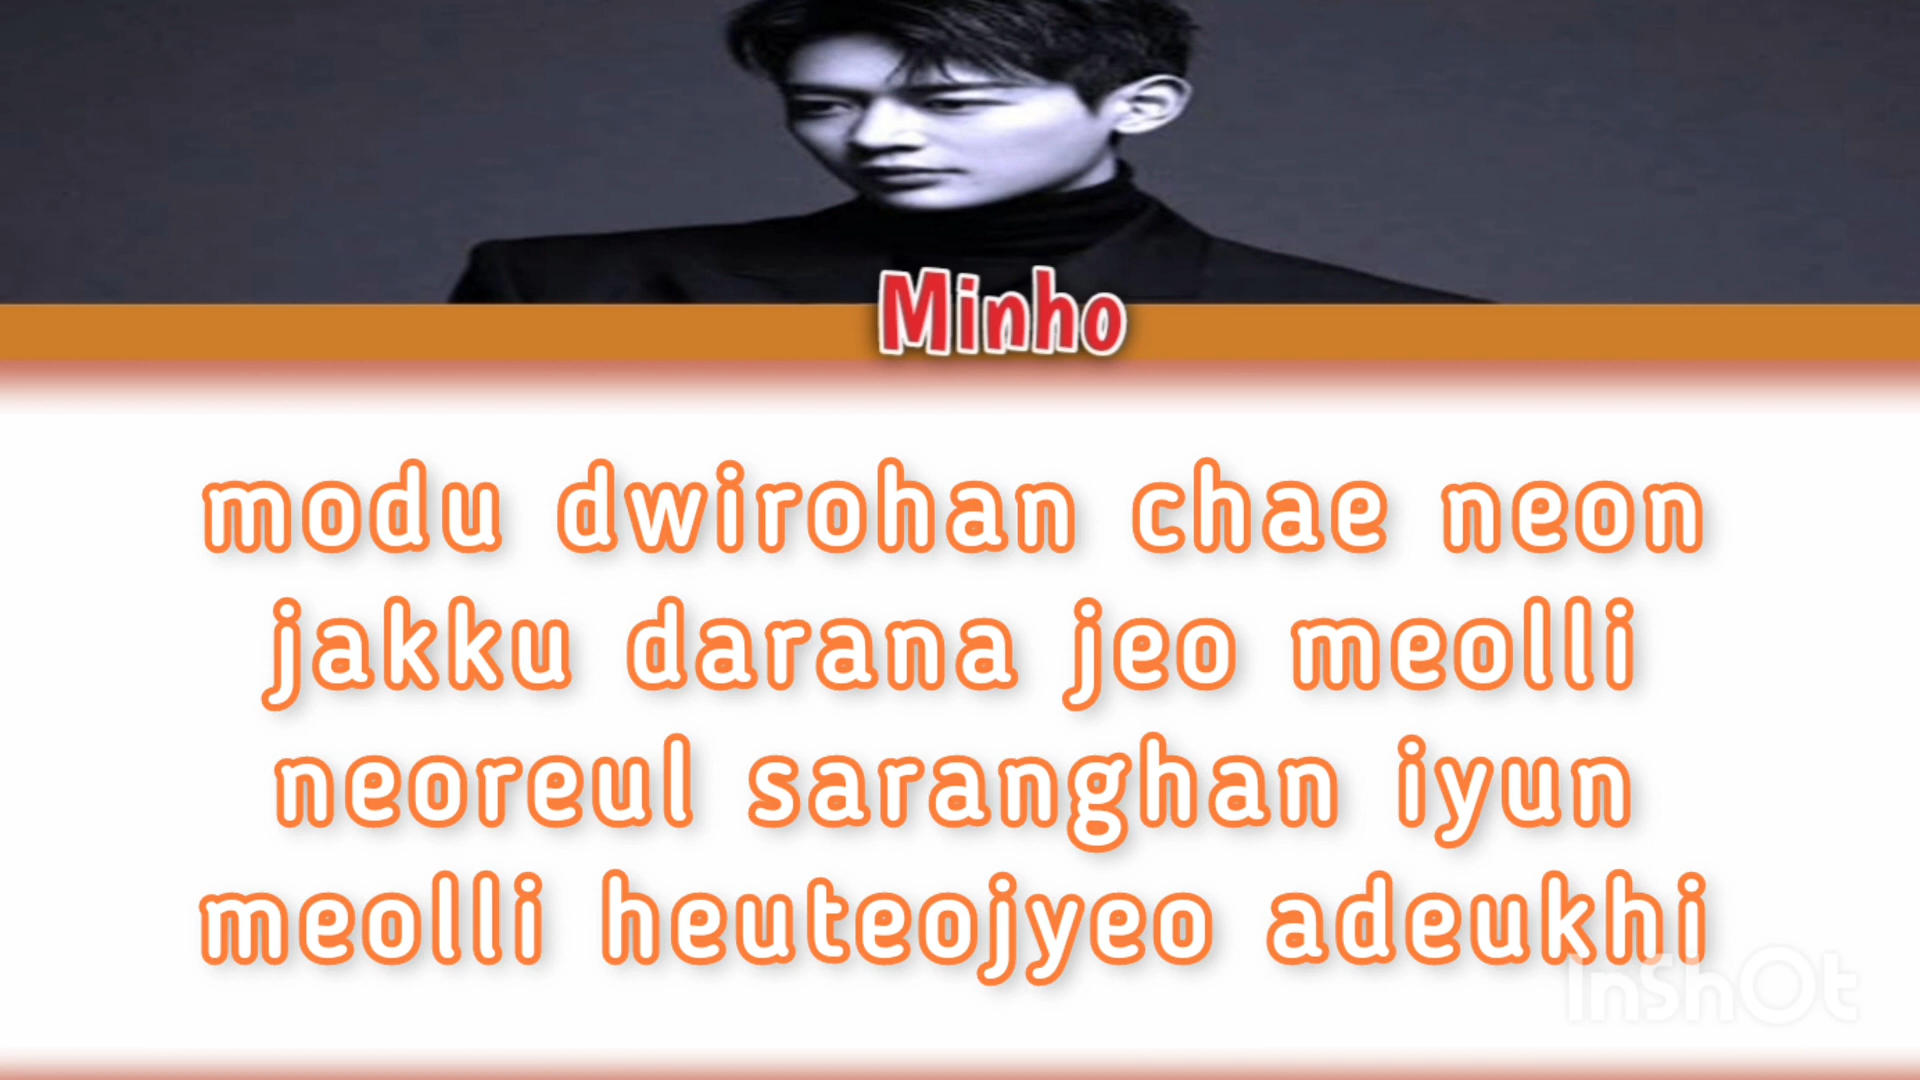 Minho
modu dwirohan chae neon
jakku darana jeo meolli
neoreul saranghan iyun
meolli heuteojyeo adeukhi
InShOt